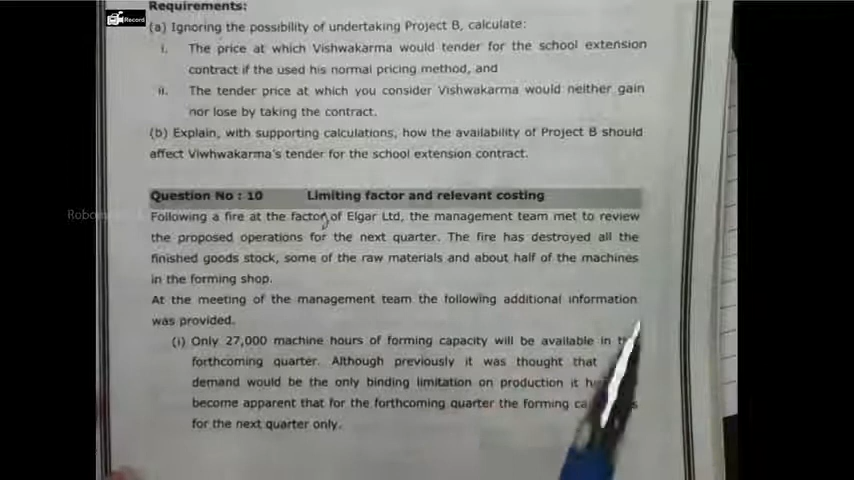 Requirements:
Record
(a) Ignoring the possibility of undertaking Project B, calculate:
i. The price at which Vishwakarma would tender for the school extension
contract if the used his normal pricing method, and
ii. The tender price at which you consider Vishwakarma would neither gain
nor lose by taking the contract.
(b) Explain, with supporting calculations, how the availability of Project B should
affect Viwhwakarma's tender for the school extension contract.
Question No : 10 Limiting factor and relevant costing
Following a fire at the factor of Elgar Ltd, the management team met to review
the proposed operations for the next quarter. The fire has destroyed all the
finished goods stock, some of the raw materials and about half of the machines
in the forming shop.
At the meeting of the management team the following additional information
was provided.
(i) Only 27,000 machine hours of forming capacity will be available in
forthcoming quarter. Although previously it was thought that
demand would be the only binding limitation on production it
become apparent that for the forthcoming quarter the forming
for the next quarter only.